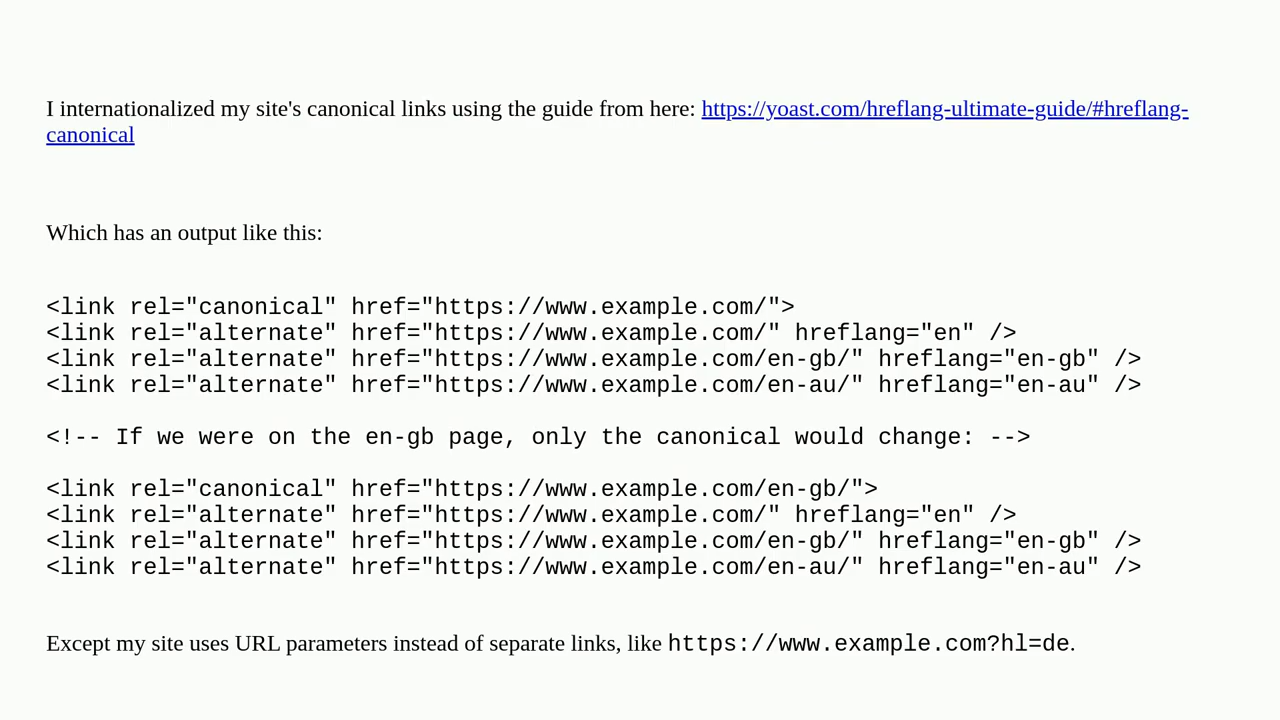 I internationalized my site's canonical links using the guide from here: https://yoast.com/hreflang-ultimate-guide/#hreflang-
canonical
Which has an output like this:
<link rel="canonical" href="https://www.example.com/">
<link rel="alternate" href="https://www.example.com/" hreflang="en" />
<link rel="alternate" href="https://www.example.com/en-gb/" hreflang="en-gb" />
<link rel="alternate" href="https://www.example.com/en-au/" hreflang="en-au" />
<!-- If we were on the en-gb page, only the canonical would change: -->
<link rel="canonical" href="https://www.example.com/en-gb/">
<link rel="alternate" href="https://www.example.com/" hreflang="en" />
<link rel="alternate" href="https://www.example.com/en-gb/" hreflang="en-gb" />
<link rel="alternate" href="https://www.example.com/en-au/" hreflang="en-au" />
Except my site uses URL parameters instead of separate links, like https://www.example.com?hl=de.